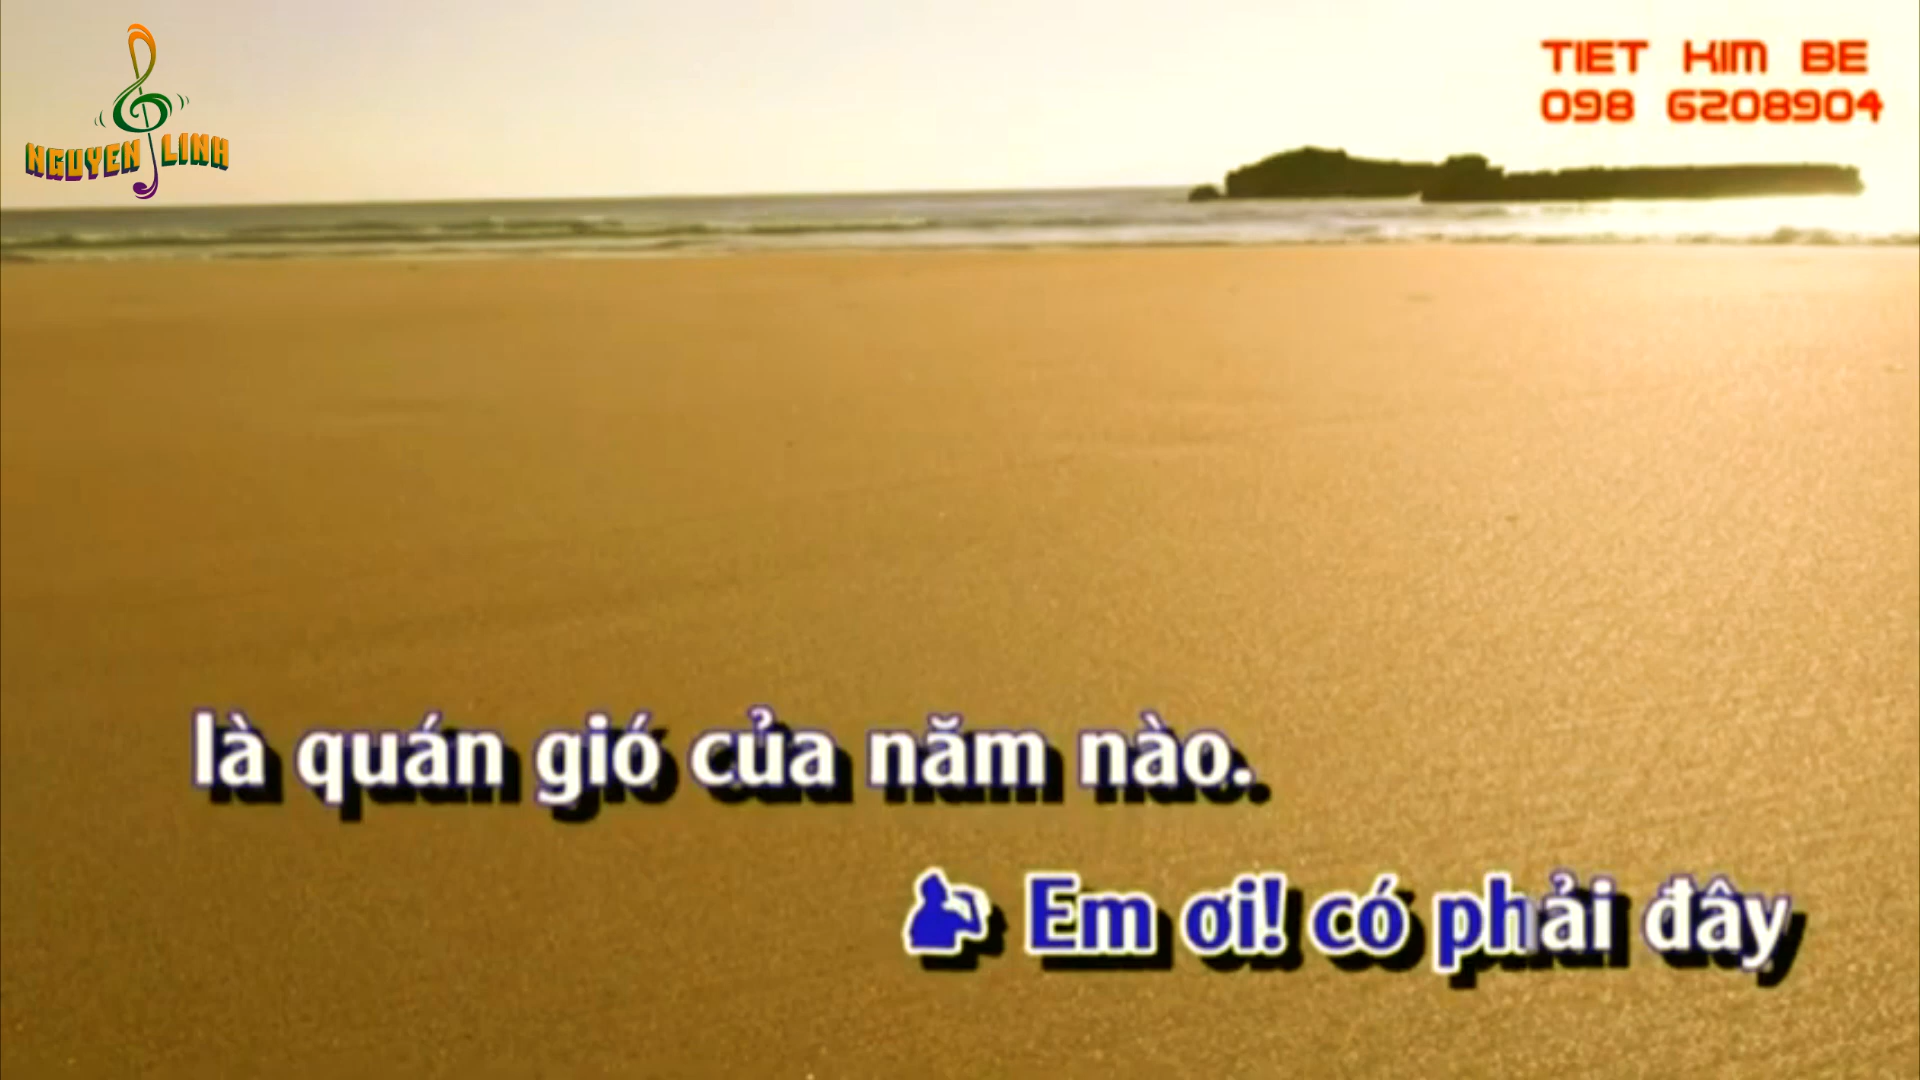 NGUYEN LINH
TIET KIM BE
098 6208904
là quán gió của năm nào.
Em ơi! có phải đây